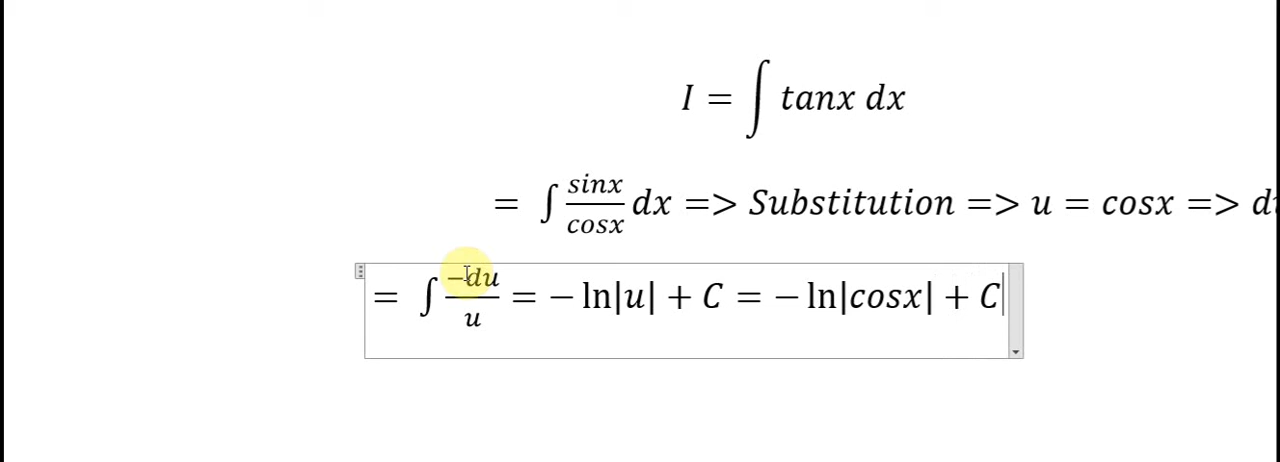 I = ∫ tanx dx
= ∫ sinx/cosx dx => Substitution => u = cosx =>
= ∫ −du/u = − ln|u| + C = − ln|cosx| + C